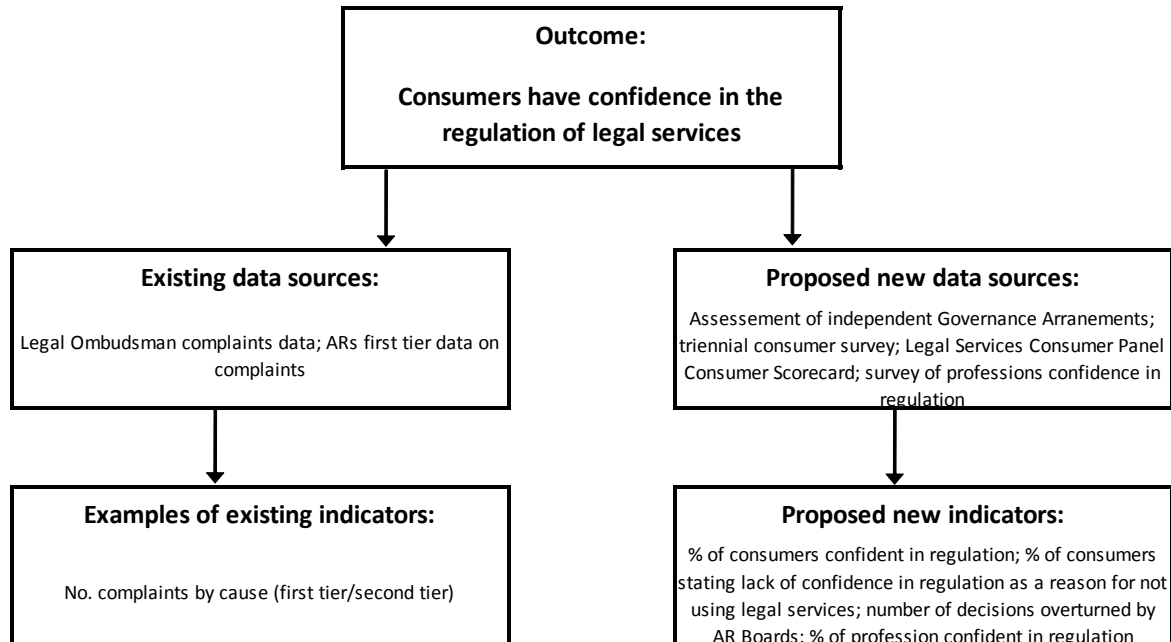 Outcome:
Consumers have confidence in the
regulation of legal services
Existing data sources:
Legal Ombudsman complaints data; ARs first tier data on
complaints
Proposed new data sources:
Assessement of independent Governance Arranements;
triennial consumer survey; Legal Services Consumer Panel
Consumer Scorecard; survey of professions confidence in
regulation
Examples of existing indicators:
No. complaints by cause (first tier/second tier)
Proposed new indicators:
% of consumers confident in regulation; % of consumers
stating lack of confidence in regulation as a reason for not
using legal services; number of decisions overturned by
AR Boards; % of profession confident in regulation